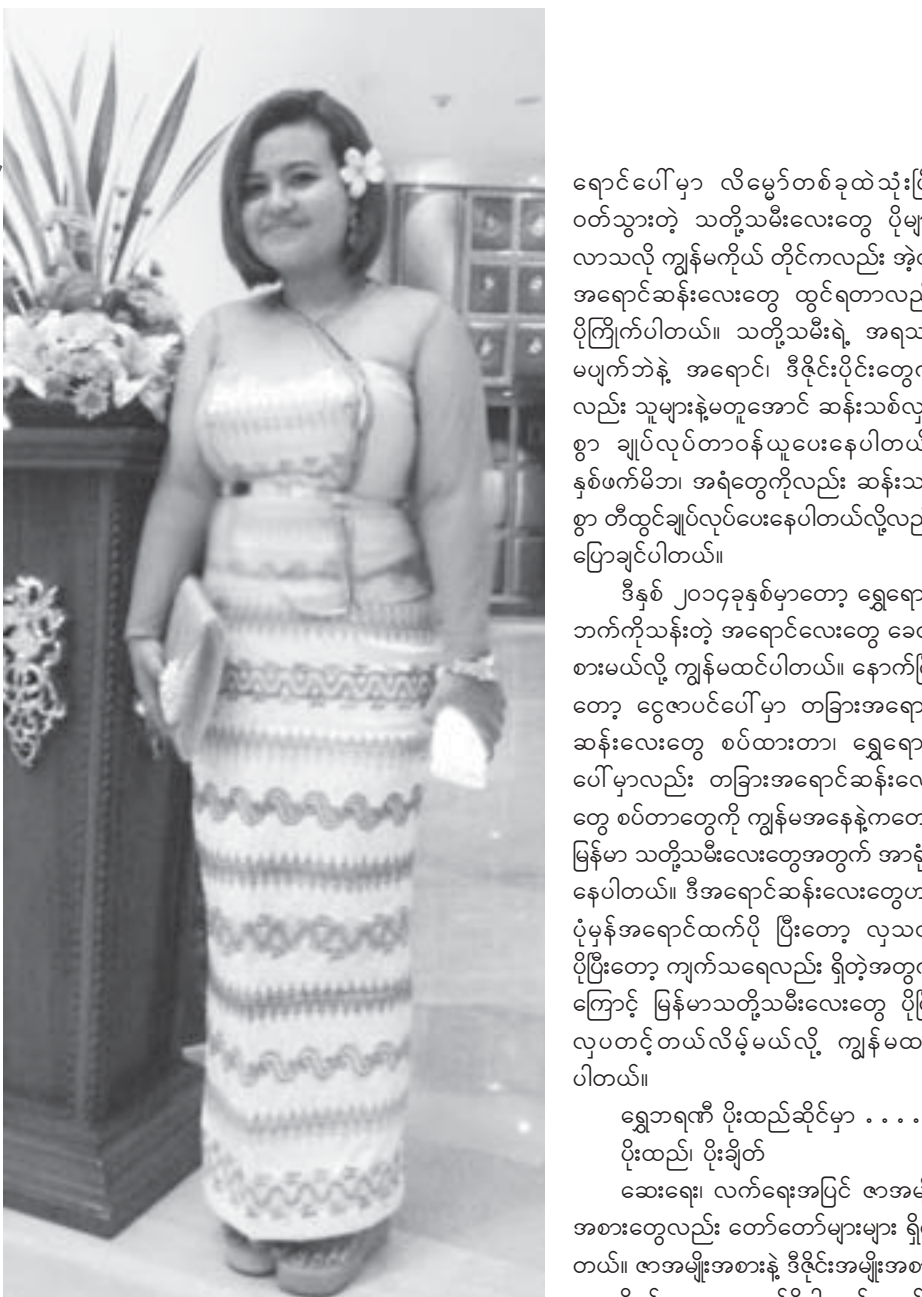 ရောင်ပေါ်မှာ လိမ္မော်တစ်ခုထဲသုံး
ဝတ်သွားတဲ့ သတို့သမီးလေးတွေ ပိုများ
လာသလို ကျွန်မကိုယ် တိုင်ကလည်း
အရောင်ဆန်းလေးတွေ ထွင်ရတာလည်
ပိုကြိုက်ပါတယ်။ သတို့သမီးရဲ့ အရသ
မပျက်ဘဲနဲ့ အရောင်၊ ဒီဇိုင်းပိုင်းတွေ
လည်း သူများနဲ့မတူအောင် ဆန်းသစ်လှ
စွာ ချုပ်လုပ်တာဝန်ယူပေးနေပါတယ်
နှစ်ဖက်မိဘ၊ အရံတွေကိုလည်း ဆန်းသ
စွာ တီထွင်ချုပ်လုပ်ပေးနေပါတယ်လို့လည်
ပြောချင်ပါတယ်။
ဒီနှစ် ၂၀၁၄ခုနှစ်မှာတော့ ရွှေရော
ဘက်ကိုသန်းတဲ့ အရောင်လေးတွေ ခေ
စားမယ်လို့ ကျွန်မထင်ပါတယ်။ နောက်
တော့ ငွေဇာပင်ပေါ်မှာ တခြားအရော
ဆန်းလေးတွေ စပ်ထားတာ၊ ရွှေရော
ပေါ်မှာလည်း တခြားအရောင်ဆန်းလေ
တွေ စပ်တာတွေကို ကျွန်မအနေနဲ့ကတေ
မြန်မာ သတို့သမီးလေးတွေအတွက် အာရုံ
နေပါတယ်။ ဒီအရောင်ဆန်းလေးတွေဟ
ပုံမှန်အရောင်ထက်ပို ပြီးတော့ လှသ
ပိုပြီးတော့ ကျက်သရေလည်း ရှိတဲ့အတွ
ကြောင့် မြန်မာသတို့သမီးလေးတွေ
လှပတင့်တယ်လိမ့်မယ်လို့ ကျွန်မထ
ပါတယ်။
ရွှေဘရဏီ ပိုးထည်ဆိုင်မှာ . . . .
ပိုးထည်၊ ပိုးချိတ်
ဆေးရေး၊ လက်ရေးအပြင် ဇာအမ
အစားတွေလည်း တော်တော်များများ ရှိ
တယ်။ ဇာအမျိုးအစားနဲ့ ဒီဇိုင်းအမျိုးအစ